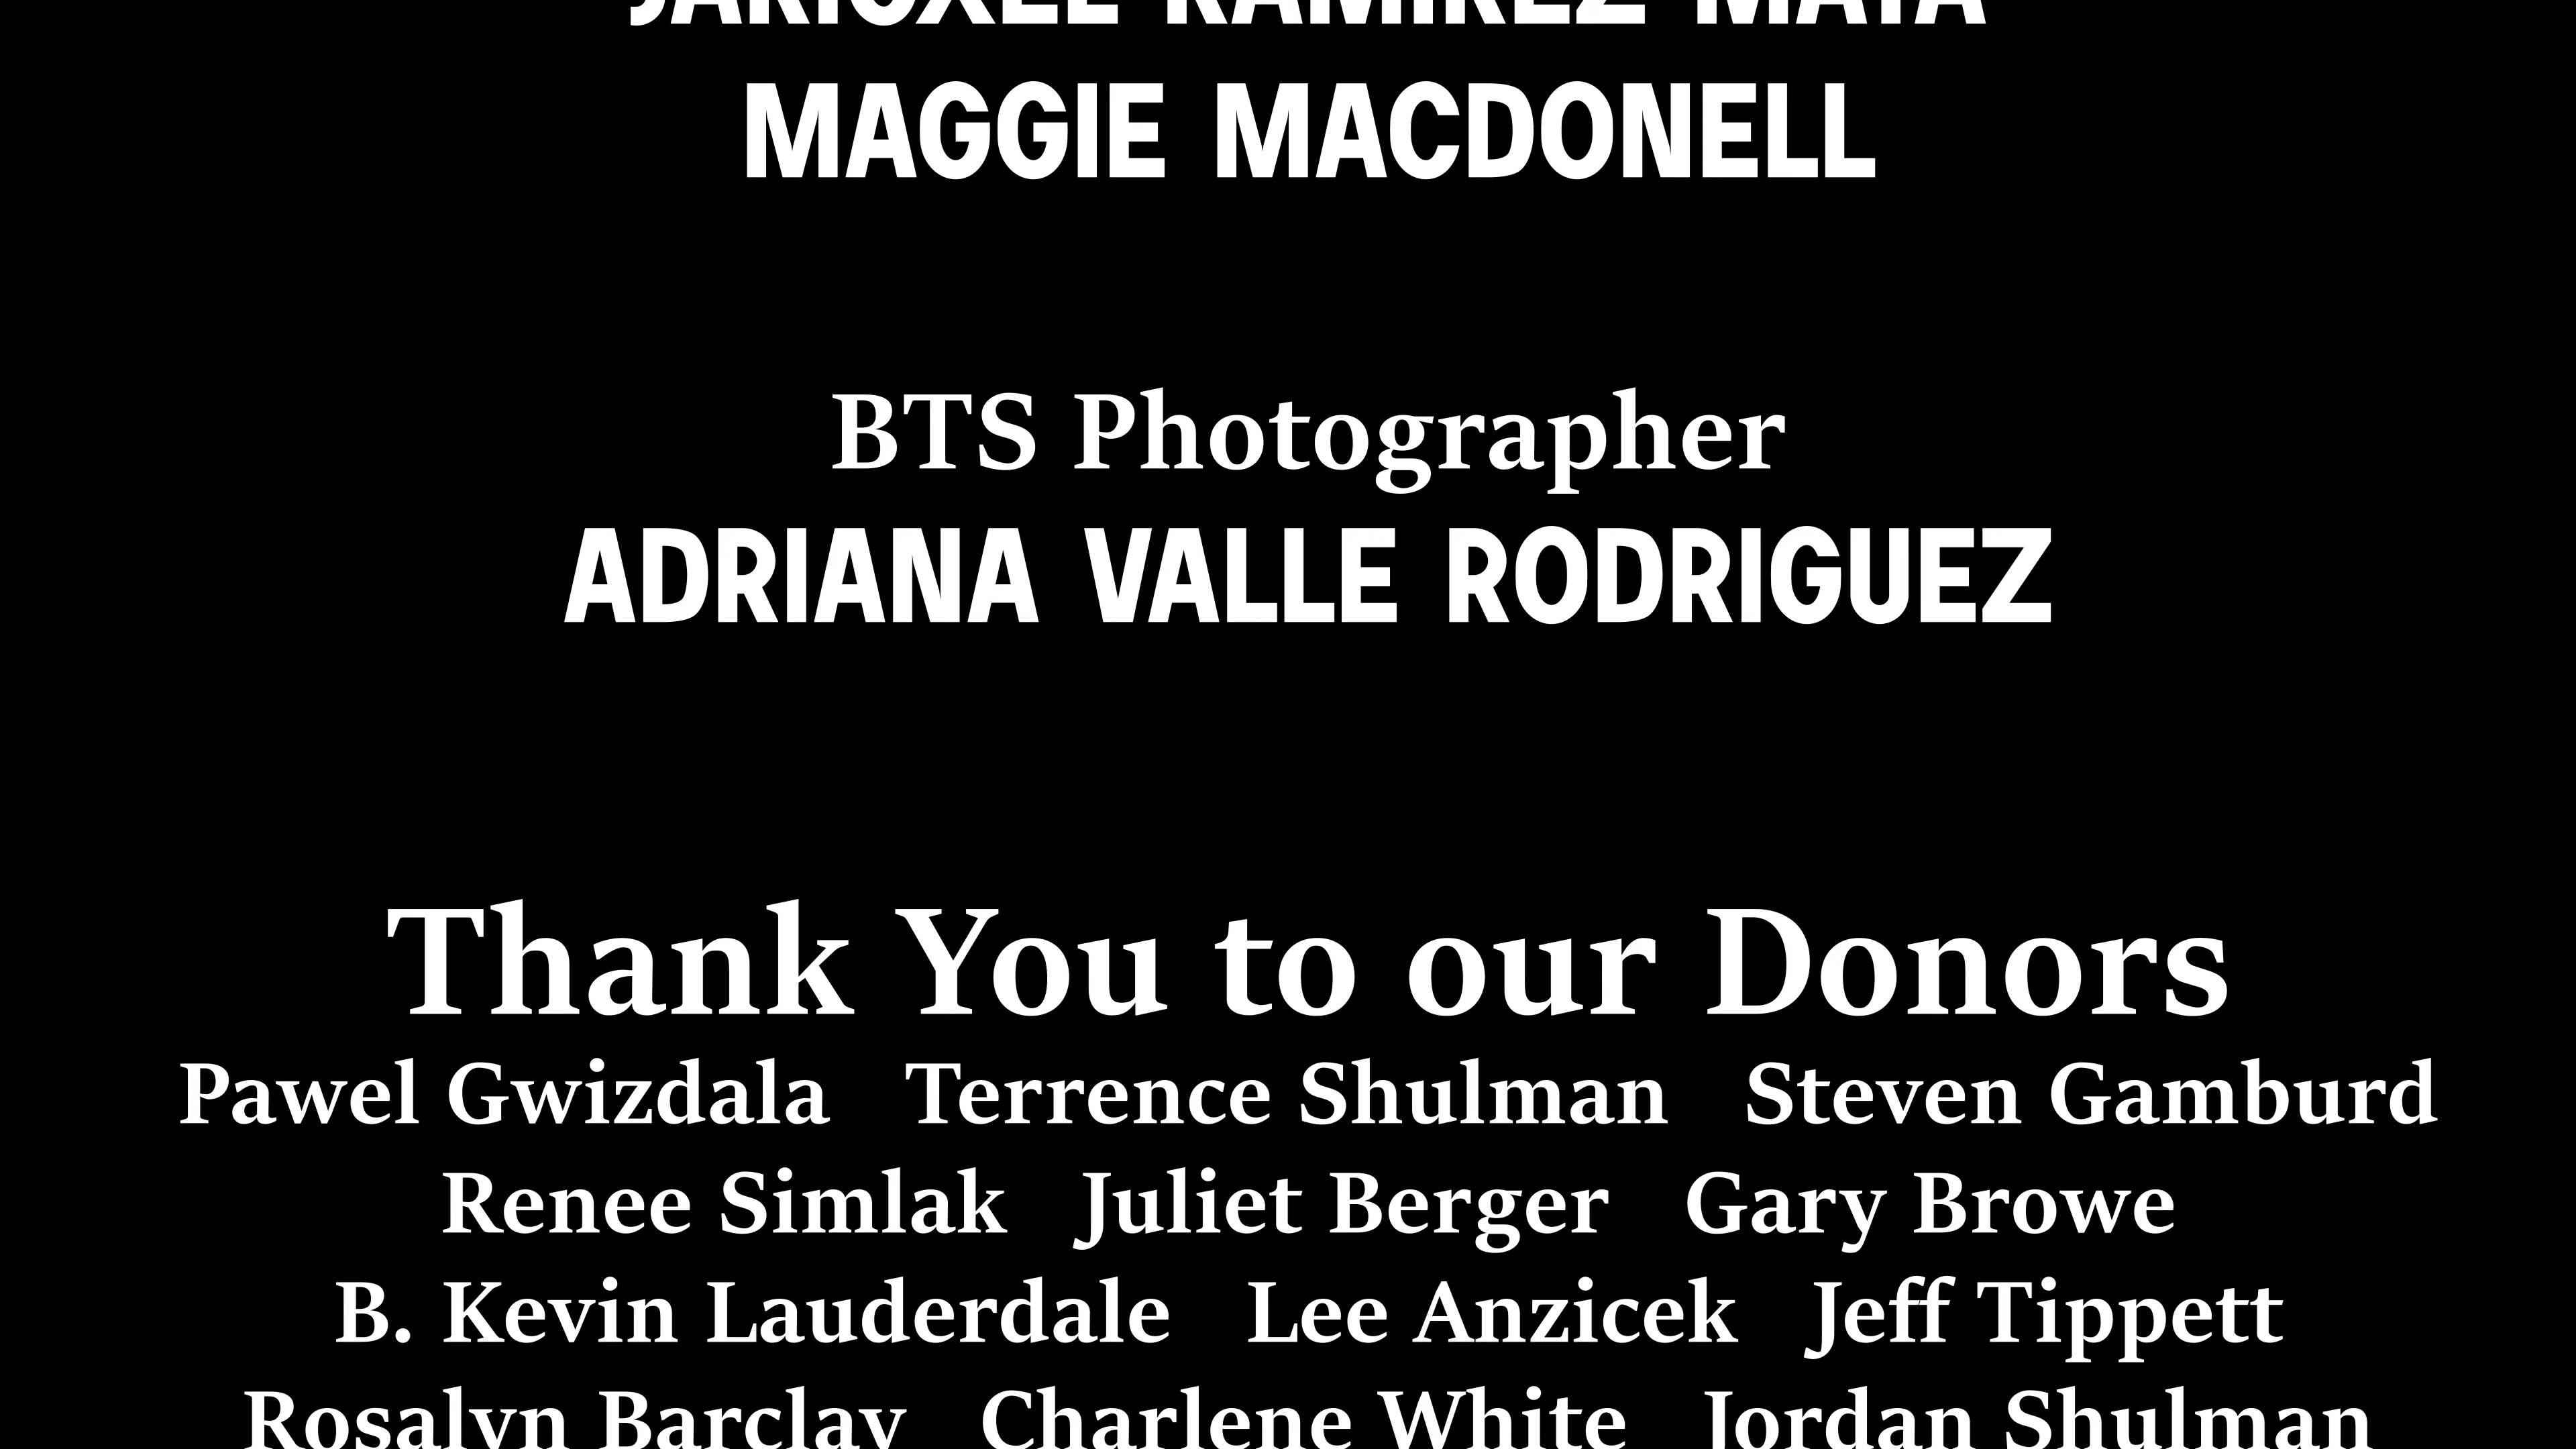 RAMIREZ
MAGGIE MACDONELL
BTS Photographer
ADRIANA VALLE RODRIGUEZ
Thank You to our Donors
Pawel Gwizdala Terrence Shulman Steven Gamburd
Renee Simlak Juliet Berger Gary Browe
B. Kevin Lauderdale Lee Anzicek Jeff Tippett
Rosalyn Barclay Charlene White Jordan Shulman